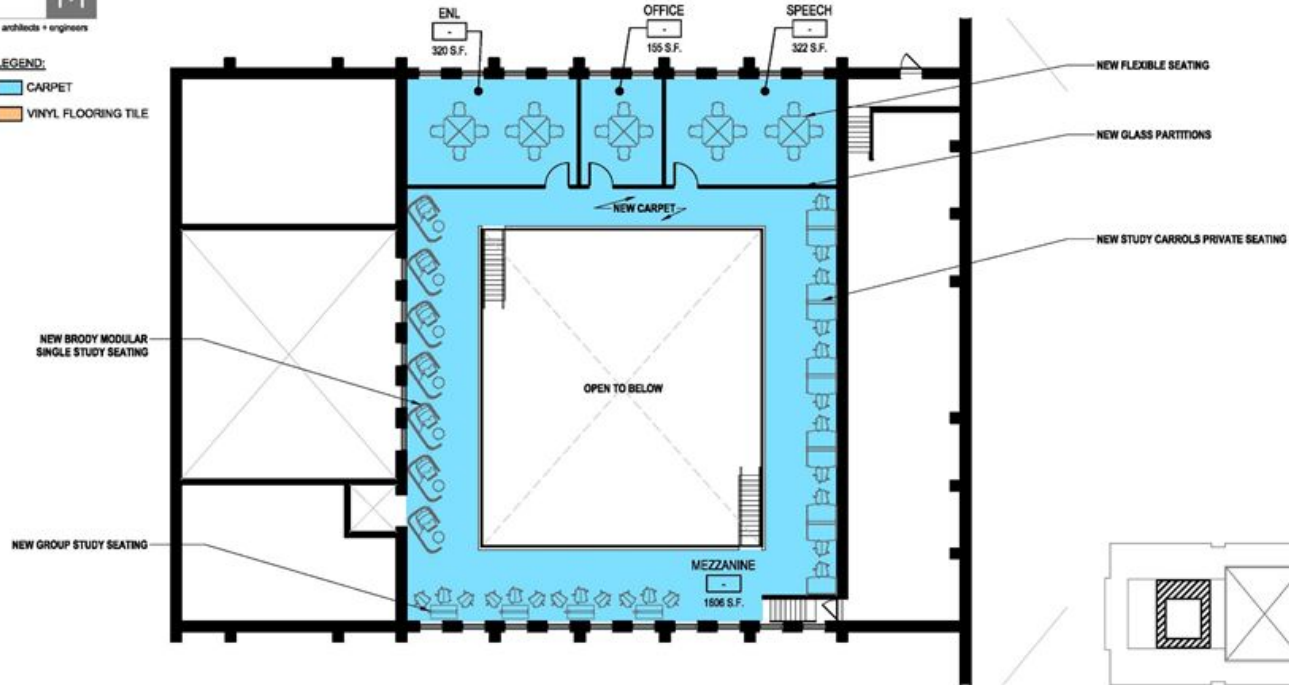 architects + engineers
LEGEND:
CARPET
VINYL FLOORING TILE
ENL
-
320 S.F.
OFFICE
-
155 S.F.
SPEECH
-
322 S.F.
NEW FLEXIBLE SEATING
NEW GLASS PARTITIONS
NEW CARPET
NEW STUDY CARROLS PRIVATE SEATING
NEW BRODY MODULAR
SINGLE STUDY SEATING
OPEN TO BELOW
NEW GROUP STUDY SEATING
MEZZANINE
-
1606 S.F.